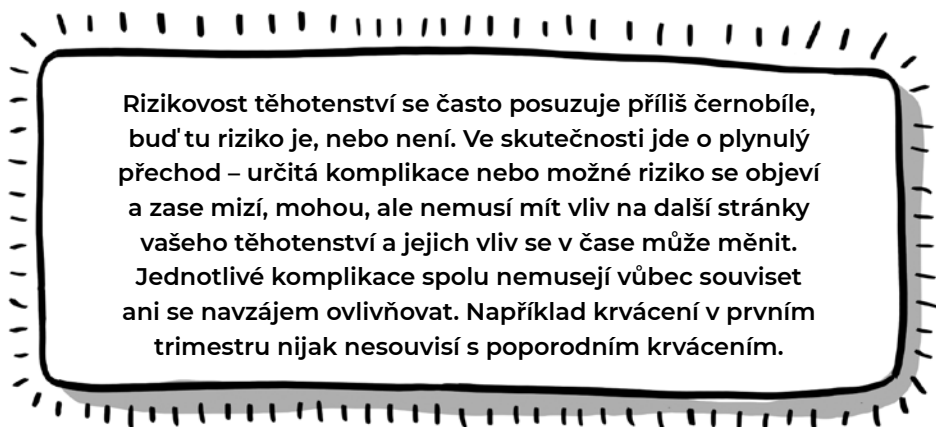 Rizikovost těhotenství se často posuzuje příliš černobíle,
buď tu riziko je, nebo není. Ve skutečnosti jde o plynulý
přechod – určitá komplikace nebo možné riziko se objeví
a zase mizí, mohou, ale nemusí mít vliv na další stránky
vašeho těhotenství a jejich vliv se v čase může měnit.
Jednotlivé komplikace spolu nemusejí vůbec souviset
ani se navzájem ovlivňovat. Například krvácení v prvním
trimestru nijak nesouvisí s poporodním krvácením.